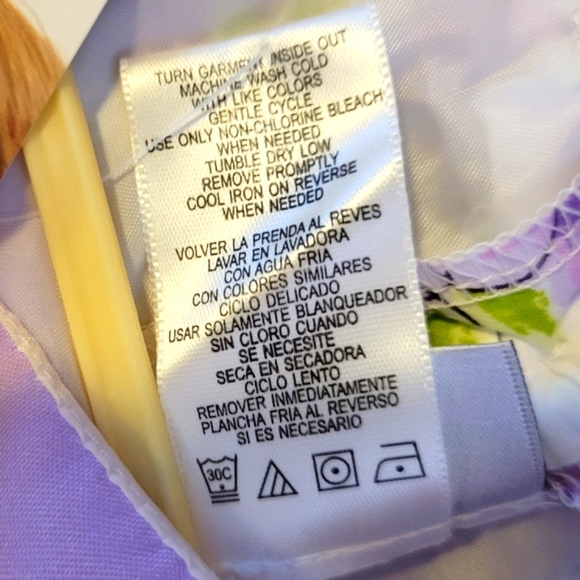 TURN GARMENT INSIDE OUT
MACHINE WASH COLD
WITH LIKE COLORS
GENTLE CYCLE
USE ONLY NON-CHLORINE BLEACH
WHEN NEEDED
TUMBLE DRY LOW
REMOVE PROMPTLY
COOL IRON ON REVERSE
WHEN NEEDED
VOLVER LA PRENDA AL REVES
LAVAR EN LAVADORA
CON AGUA FRIA
CON COLORES SIMILARES
CICLO DELICADO
USAR SOLAMENTE BLANQUEADOR
SIN CLORO CUANDO
SE NECESITE
SECA EN SECADORA
CICLO LENTO
REMOVER INMEDIATAMENTE
PLANCHA FRIA AL REVERSO
SI ES NECESARIO
30C